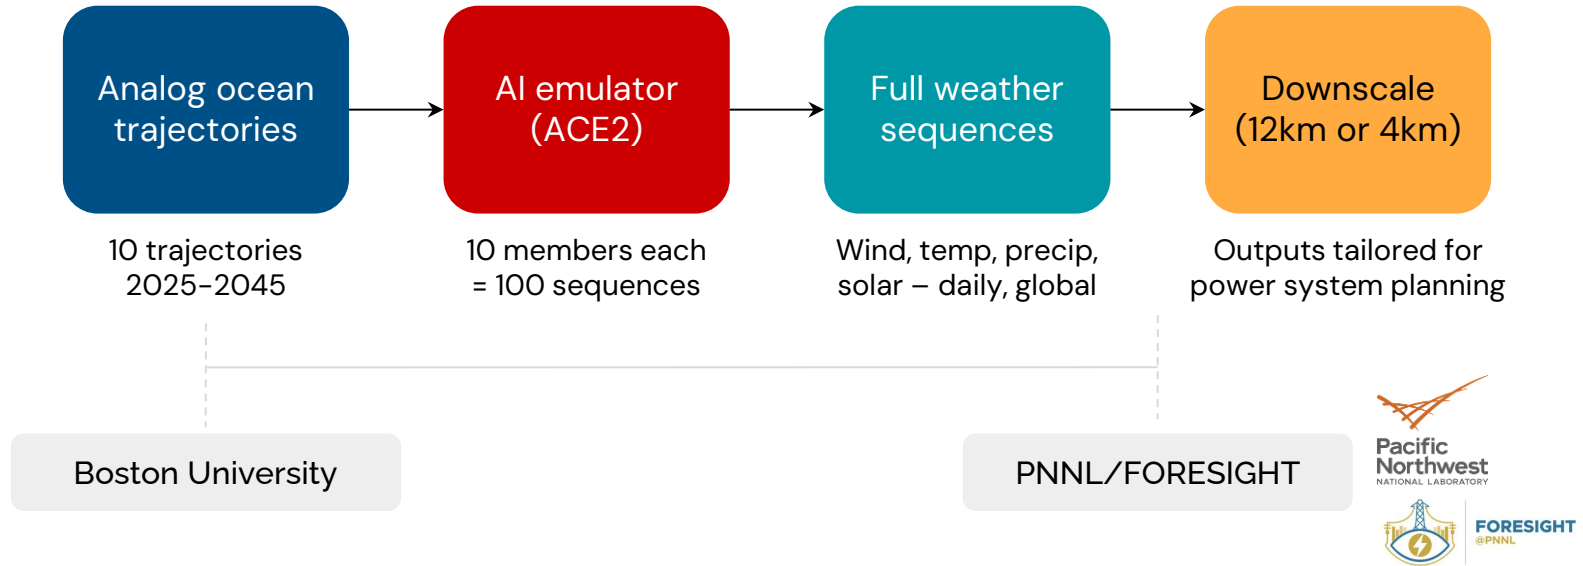 Analog ocean
trajectories
AI emulator
(ACE2)
Full weather
sequences
Downscale
(12km or 4km)
10 trajectories
2025-2045
10 members each
= 100 sequences
Wind, temp, precip,
solar – daily, global
Outputs tailored for
power system planning
Boston University
PNNL/FORESIGHT
Pacific
Northwest
NATIONAL LABORATORY
FORESIGHT
@PNNL